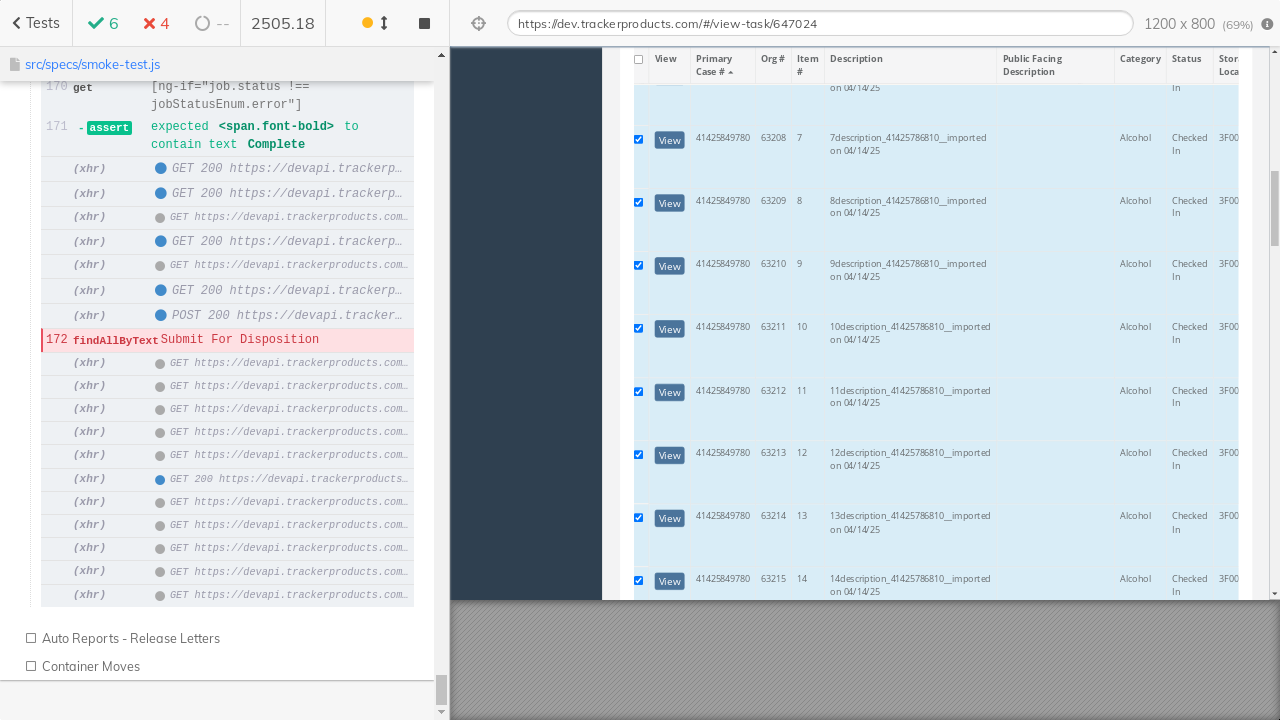 Tests
6
4
--
2505.18
https://dev.trackerproducts.com/#/view-task/647024
1200 x 800 (69%)
src/specs/smoke-test.js
170 get [ng-if="job.status !==
jobStatusEnum.error"]
171 -assert expected <span.font-bold> to
contain text Complete
(xhr) GET 200 https://devapi.trackerp…
(xhr) GET 200 https://devapi.trackerp…
(xhr) GET https://devapi.trackerproducts.com…
(xhr) GET 200 https://devapi.trackerp…
(xhr) GET https://devapi.trackerproducts.com…
(xhr) GET 200 https://devapi.trackerp…
(xhr) POST 200 https://devapi.tracker…
172 findAllByText Submit For Disposition
(xhr) GET https://devapi.trackerproducts.com…
(xhr) GET https://devapi.trackerproducts.com…
(xhr) GET https://devapi.trackerproducts.com…
(xhr) GET https://devapi.trackerproducts.com…
(xhr) GET https://devapi.trackerproducts.com…
(xhr) GET 200 https://devapi.trackerproducts…
(xhr) GET https://devapi.trackerproducts.com…
(xhr) GET https://devapi.trackerproducts.com…
(xhr) GET https://devapi.trackerproducts.com…
(xhr) GET https://devapi.trackerproducts.com…
(xhr) GET https://devapi.trackerproducts.com…
Auto Reports - Release Letters
Container Moves
View Primary Org # Item Description Public Facing Category Status Stor
Case # # Description Loca
on 04/14/25 In
View 41425849780 63208 7 7description_41425786810__imported Alcohol Checked 3F00
on 04/14/25 In
View 41425849780 63209 8 8description_41425786810__imported Alcohol Checked 3F00
on 04/14/25 In
View 41425849780 63210 9 9description_41425786810__imported Alcohol Checked 3F00
on 04/14/25 In
View 41425849780 63211 10 10description_41425786810__imported Alcohol Checked 3F00
on 04/14/25 In
View 41425849780 63212 11 11description_41425786810__imported Alcohol Checked 3F00
on 04/14/25 In
View 41425849780 63213 12 12description_41425786810__imported Alcohol Checked 3F00
on 04/14/25 In
View 41425849780 63214 13 13description_41425786810__imported Alcohol Checked 3F00
on 04/14/25 In
View 41425849780 63215 14 14description_41425786810__imported Alcohol Checked 3F00
on 04/14/25 In